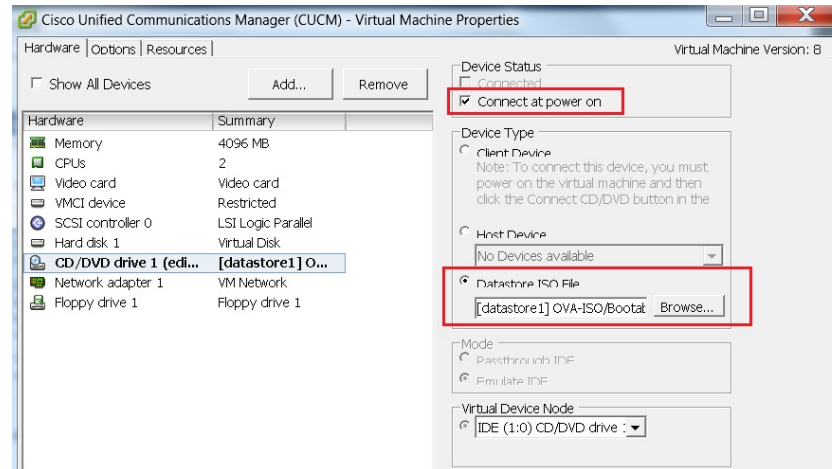 Cisco Unified Communications Manager (CUCM) - Virtual Machine Properties
Hardware Options Resources
Virtual Machine Version: 8
Show All Devices
Add...
Remove
Hardware Summary
Memory 4096 MB
CPUs 2
Video card Video card
VMCI device Restricted
SCSI controller 0 LSI Logic Parallel
Hard disk 1 Virtual Disk
CD/DVD drive 1 (edi... [datastore1] O...
Network adapter 1 VM Network
Floppy drive 1 Floppy drive 1
Device Status
Connected
Connect at power on
Device Type
Client Device
Note: To connect this device, you must
power on the virtual machine and then
click the Connect CD/DVD button in the
Host Device
No Devices available
Datastore ISO File
[datastore1] OVA-ISO/Bootab
Browse...
Mode
Passthrough IDE
Emulate IDE
Virtual Device Node
IDE (1:0) CD/DVD drive 1